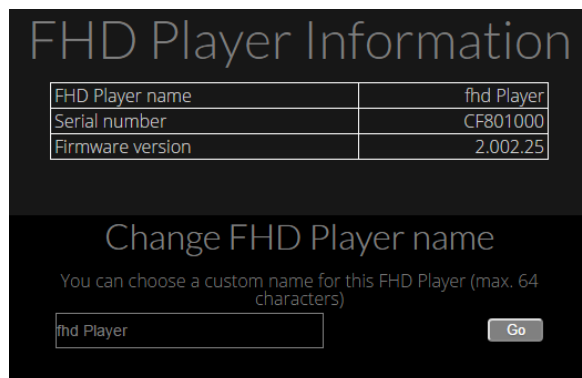 FHD Player Information
FHD Player name fhd Player
Serial number CF801000
Firmware version 2.002.25
Change FHD Player name
You can choose a custom name for this FHD Player (max. 64
characters)
fhd Player Go